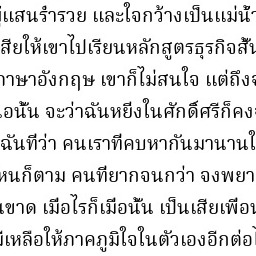 แสนร่ำรวย และใจกว้างเป็นแม่น้ำ
เสียให้เขาไปเรียนหลักสูตรธุรกิจสั้น
ภาษาอังกฤษ เขาก็ไม่สนใจ แต่ถึง
อนั้น จะว่าฉันหยิ่งในศักดิ์ศรีก็คง
ฉันที่ว่า คนเราที่คบหากันมานาน
หนก็ตาม คนที่ยากจนกว่า จงพยา
ขาด เมื่อไรก็เมื่อนั้น เป็นเสียเพื่อน
เหลือให้ภาคภูมิใจในตัวเองอีกต่อ